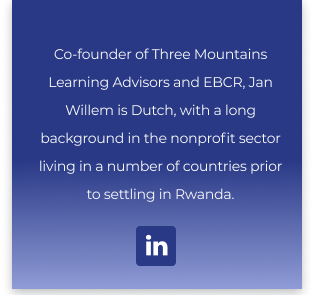 Co-founder of Three Mountains
Learning Advisors and EBCR, Jan
Willem is Dutch, with a long
background in the nonprofit sector
living in a number of countries prior
to settling in Rwanda.
in